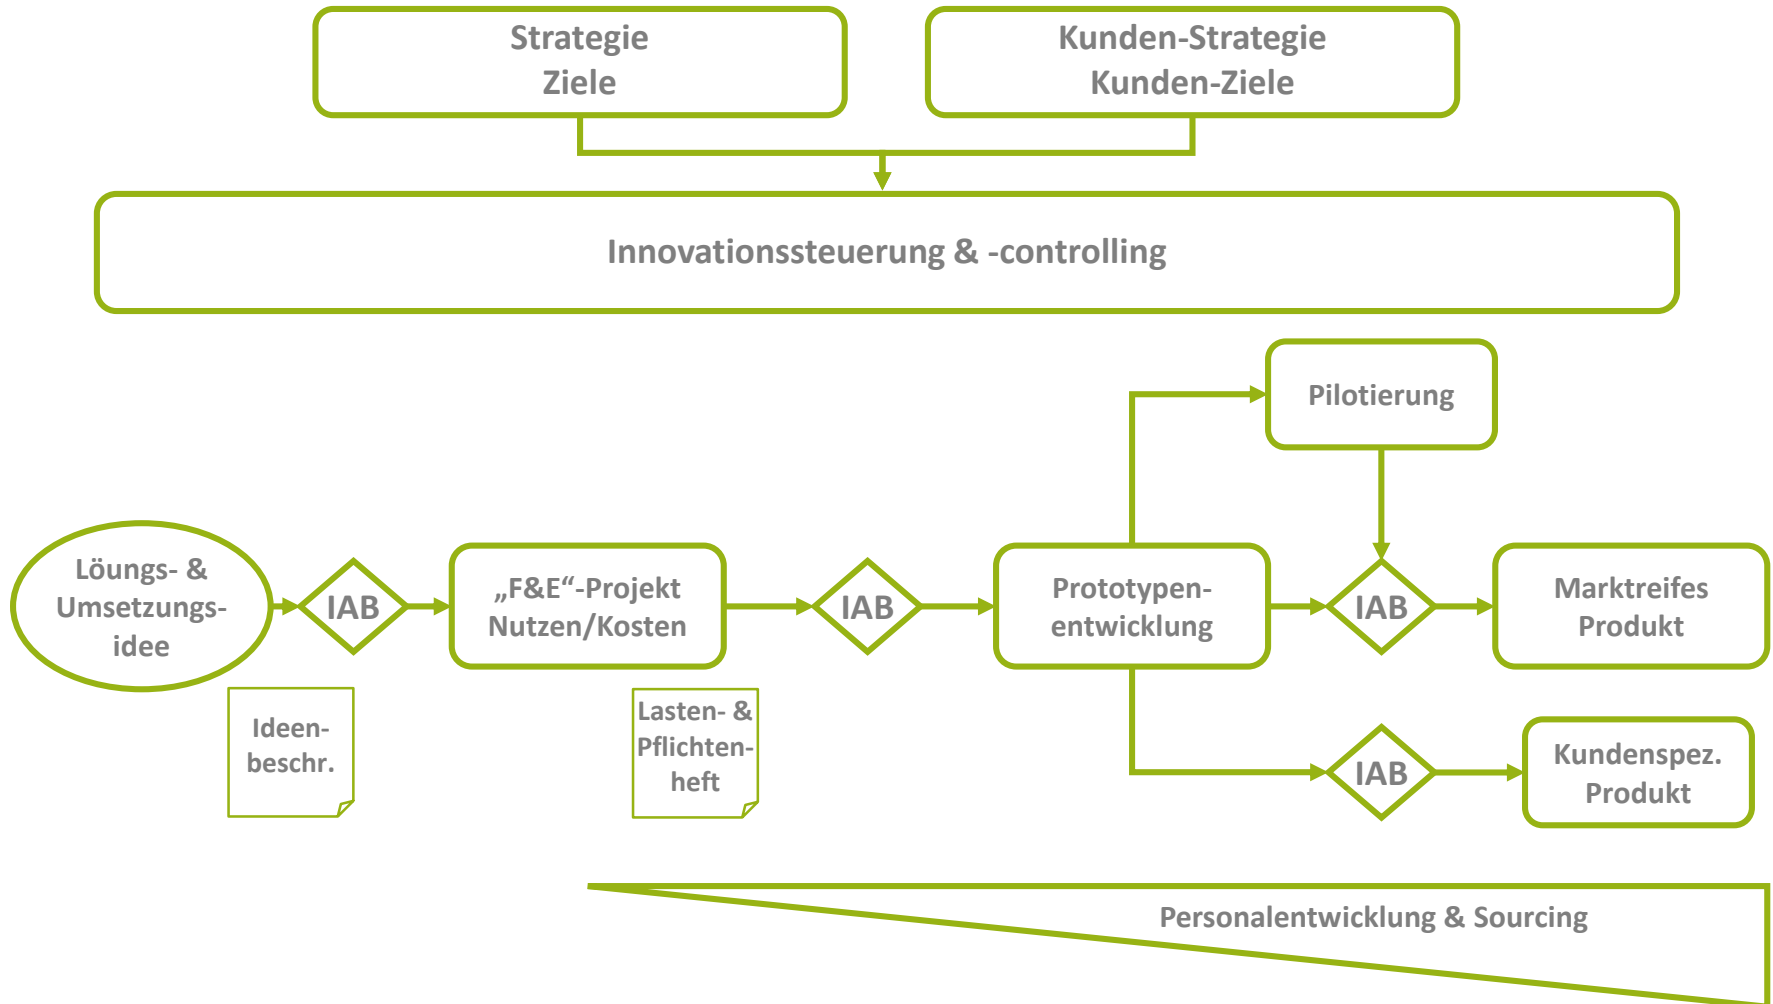 Strategie
Ziele
Kunden-Strategie
Kunden-Ziele
Innovationssteuerung & -controlling
Pilotierung
Löungs- &
Umsetzungs-
idee
IAB
„F&E“-Projekt
Nutzen/Kosten
IAB
Prototypen-
entwicklung
IAB
Marktreifes
Produkt
Ideen-
beschr.
Lasten- &
Pflichten-
heft
IAB
Kundenspez.
Produkt
Personalentwicklung & Sourcing